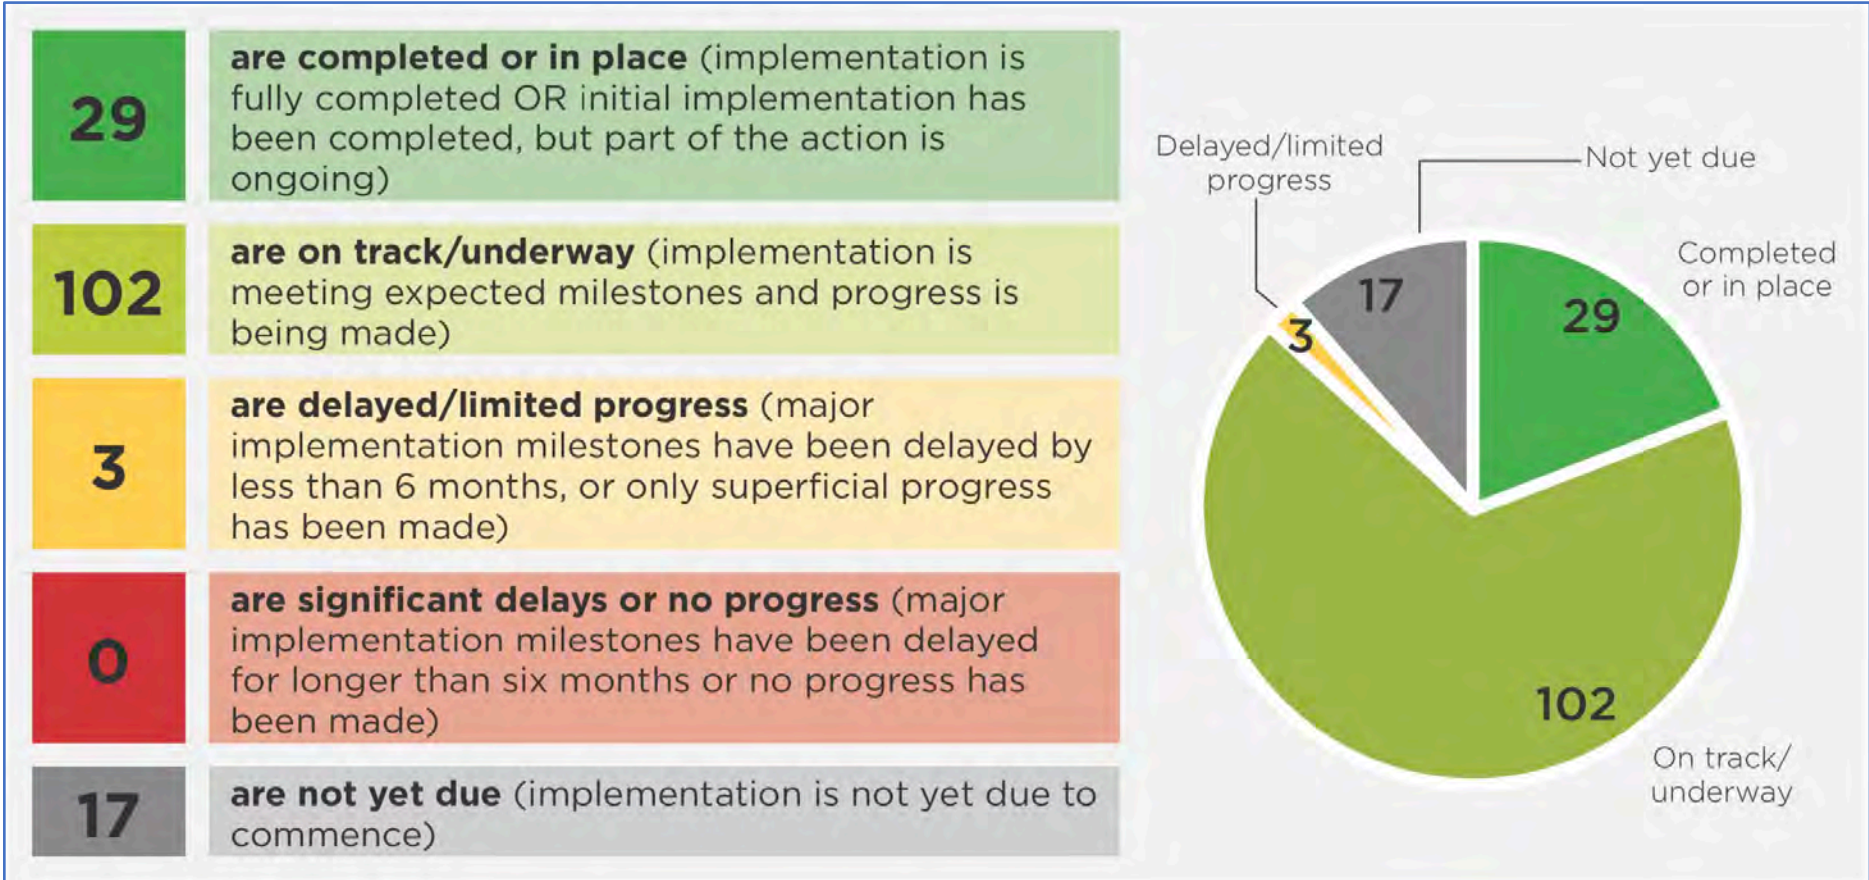 29
are completed or in place (implementation is
fully completed OR initial implementation has
been completed, but part of the action is
ongoing)
102
are on track/underway (implementation is
meeting expected milestones and progress is
being made)
3
are delayed/limited progress (major
implementation milestones have been delayed by
less than 6 months, or only superficial progress
has been made)
0
are significant delays or no progress (major
implementation milestones have been delayed
for longer than six months or no progress has
been made)
17
are not yet due (implementation is not yet due to
commence)
Delayed/limited
progress
Not yet due
Completed
or in place
17
3
29
102
On track/
underway